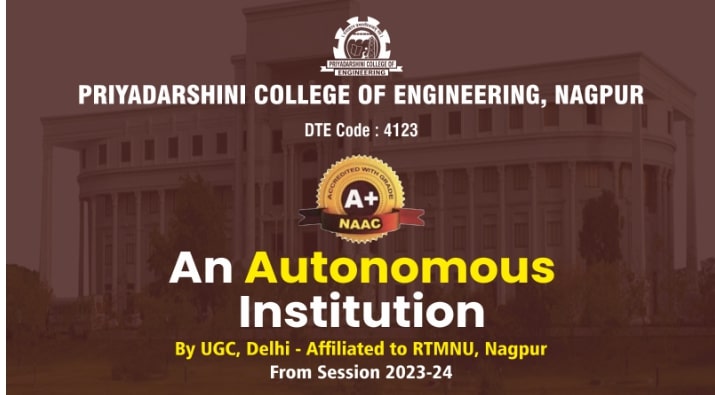 PRIYADARSHINI COLLEGE OF
ENGINEERING
PRIYADARSHINI COLLEGE OF ENGINEERING, NAGPUR
DTE Code : 4123
ACCREDITED WITH GRADE
A+
NAAC
An Autonomous
Institution
By UGC, Delhi - Affiliated to RTMNU, Nagpur
From Session 2023-24